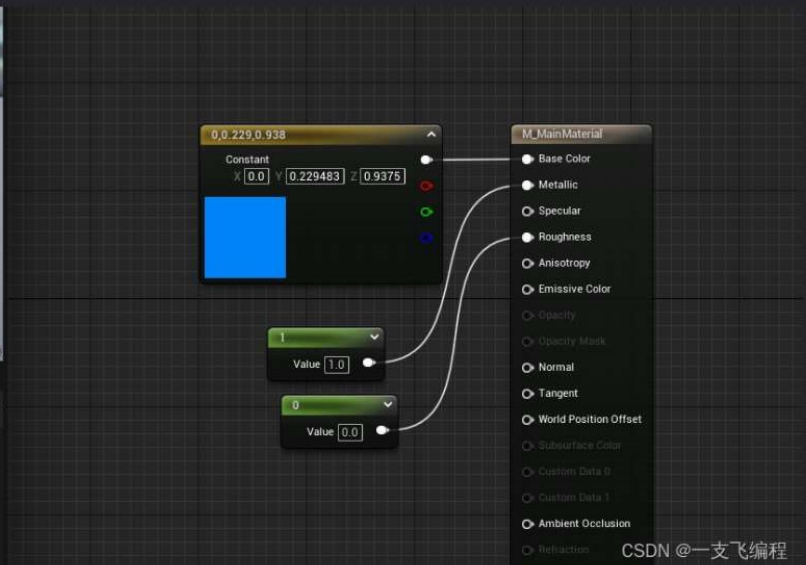 0,0.229,0.938
Constant
X 0.0 Y 0.229483 Z 0.9375
1
Value 1.0
0
Value 0.0
M_MainMaterial
Base Color
Metallic
Specular
Roughness
Anisotropy
Emissive Color
Opacity
Opacity Mask
Normal
Tangent
World Position Offset
Subsurface Color
Custom Data 0
Custom Data 1
Ambient Occlusion
Refraction
CSDN @一支飞编程